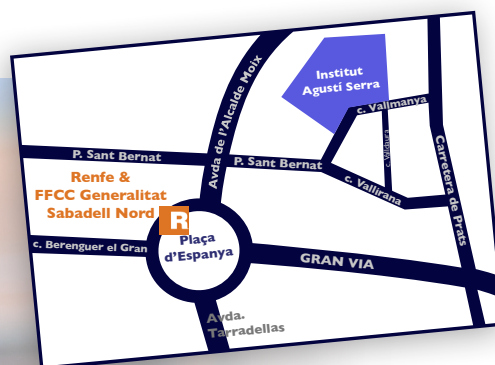 Institut
Agustí Serra
c. Vallmanya
Avda de l'Alcalde Moix
P. Sant Bernat
P. Sant Bernat
c. Vallirana
Carretera de Prats
Renfe &
FFCC Generalitat
Sabadell Nord
R
c. Berenguer el Gran
Plaça
d'Espanya
GRAN VIA
Avda.
Tarradellas